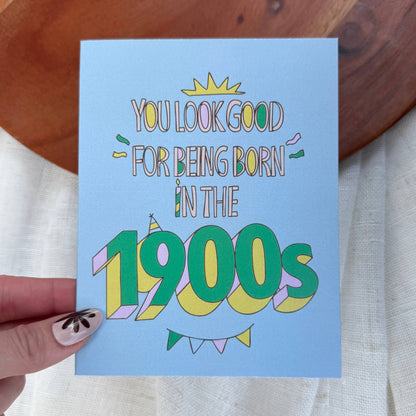 YOU LOOK GOOD
FOR BEING BORN
IN THE
1900s